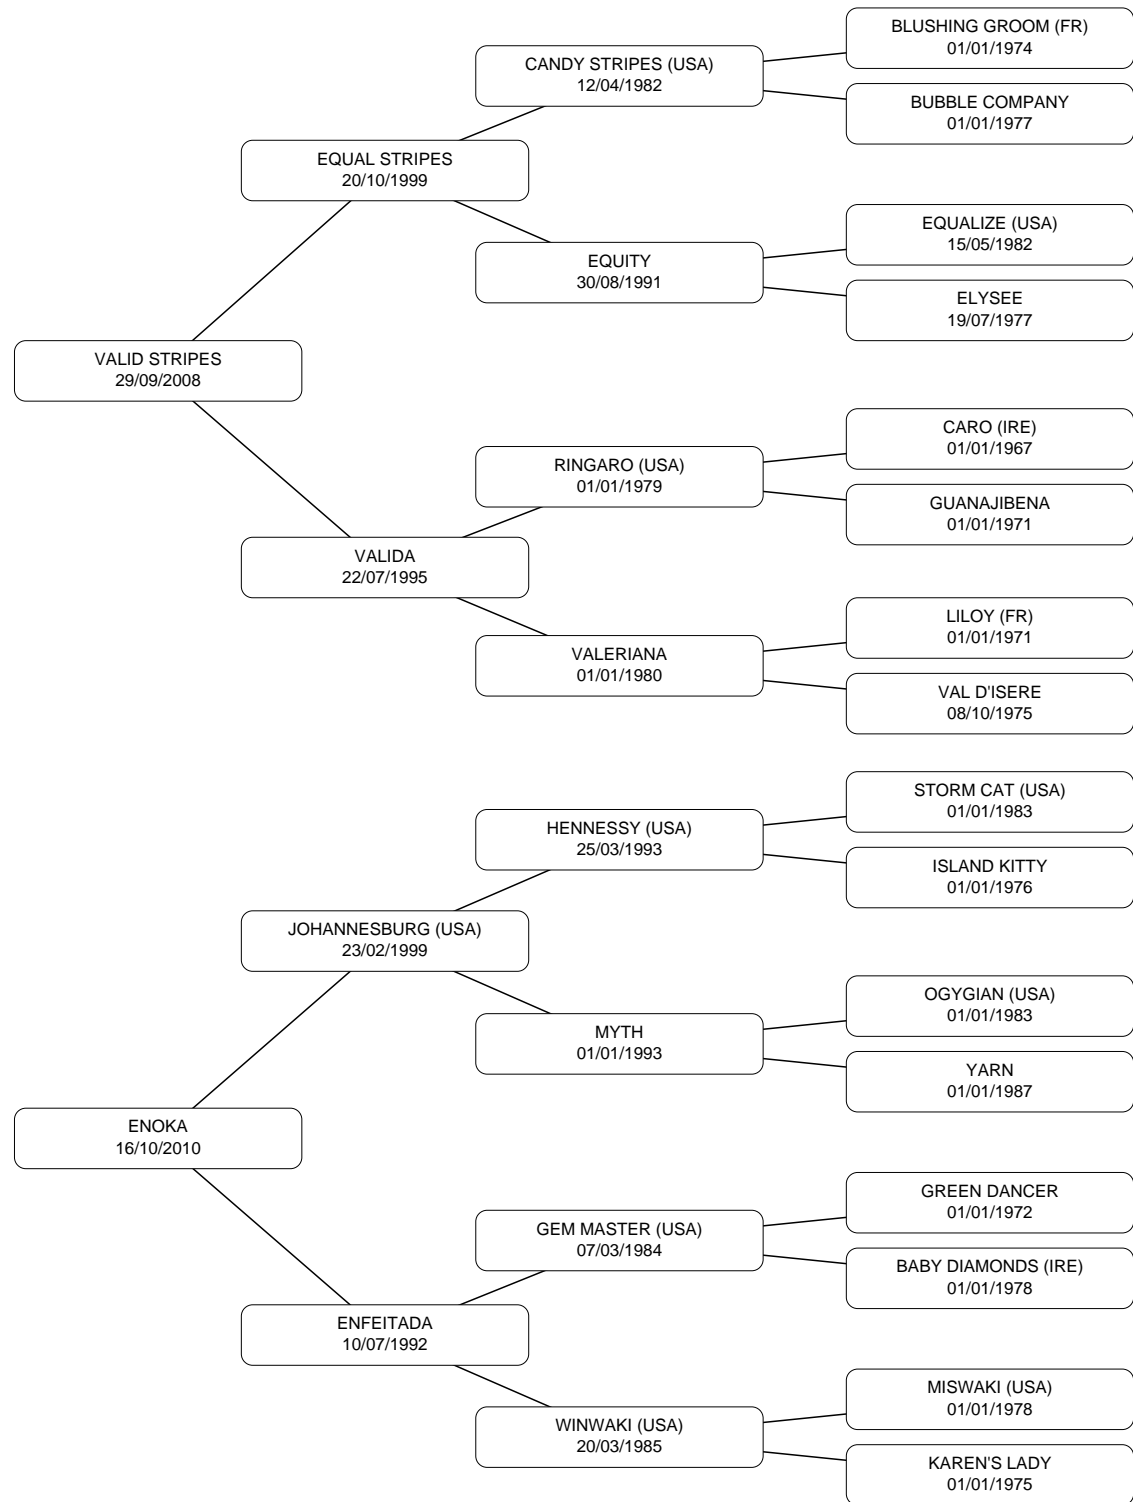 BLUSHING GROOM (FR)
01/01/1974
CANDY STRIPES (USA)
12/04/1982
BUBBLE COMPANY
01/01/1977
EQUAL STRIPES
20/10/1999
EQUALIZE (USA)
15/05/1982
EQUITY
30/08/1991
ELYSEE
19/07/1977
VALID STRIPES
29/09/2008
CARO (IRE)
01/01/1967
RINGARO (USA)
01/01/1979
GUANAJIBENA
01/01/1971
VALIDA
22/07/1995
LILOY (FR)
01/01/1971
VALERIANA
01/01/1980
VAL D'ISERE
08/10/1975
STORM CAT (USA)
01/01/1983
HENNESSY (USA)
25/03/1993
ISLAND KITTY
01/01/1976
JOHANNESBURG (USA)
23/02/1999
OGYGIAN (USA)
01/01/1983
MYTH
01/01/1993
YARN
01/01/1987
ENOKA
16/10/2010
GREEN DANCER
01/01/1972
GEM MASTER (USA)
07/03/1984
BABY DIAMONDS (IRE)
01/01/1978
ENFEITADA
10/07/1992
MISWAKI (USA)
01/01/1978
WINWAKI (USA)
20/03/1985
KAREN'S LADY
01/01/1975